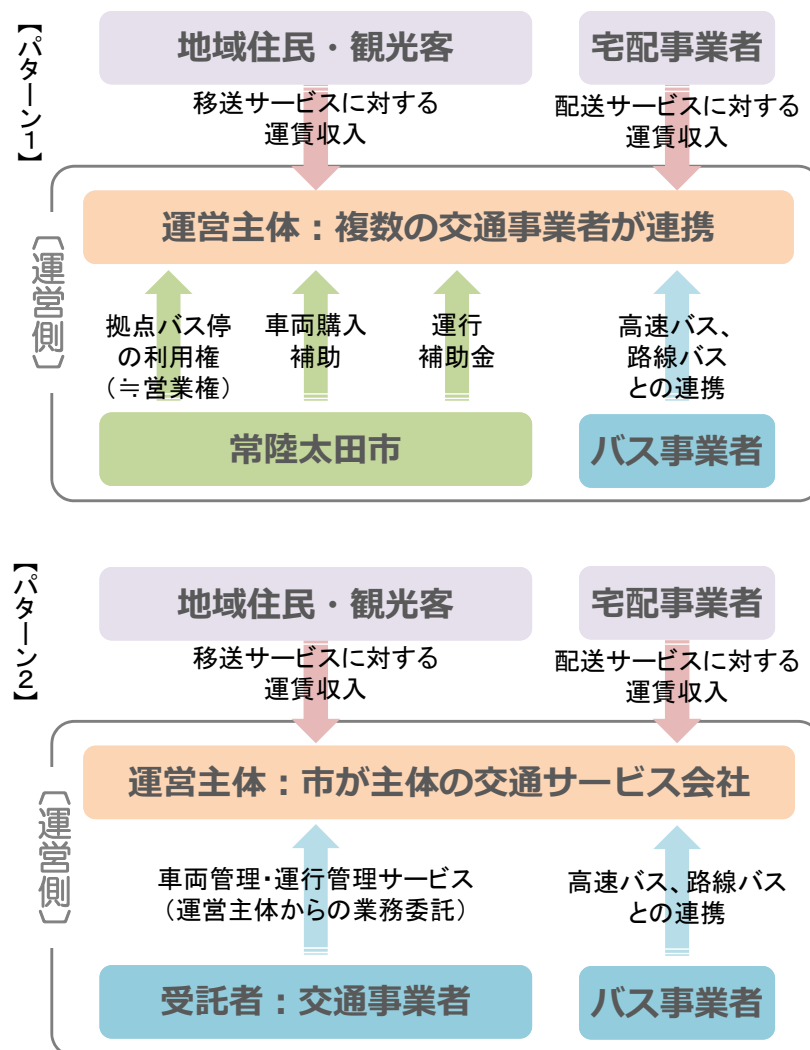 【パターン1】
地域住民・観光客
宅配事業者
移送サービスに対する
運賃収入
配送サービスに対する
運賃収入
〔運営側〕
運営主体：複数の交通事業者が連携
拠点バス停
の利用権
（≒営業権）
車両購入
補助
運行
補助金
高速バス、
路線バス
との連携
常陸太田市
バス事業者
【パターン2】
地域住民・観光客
宅配事業者
移送サービスに対する
運賃収入
配送サービスに対する
運賃収入
〔運営側〕
運営主体：市が主体の交通サービス会社
車両管理・運行管理サービス
（運営主体からの業務委託）
高速バス、路線バス
との連携
受託者：交通事業者
バス事業者